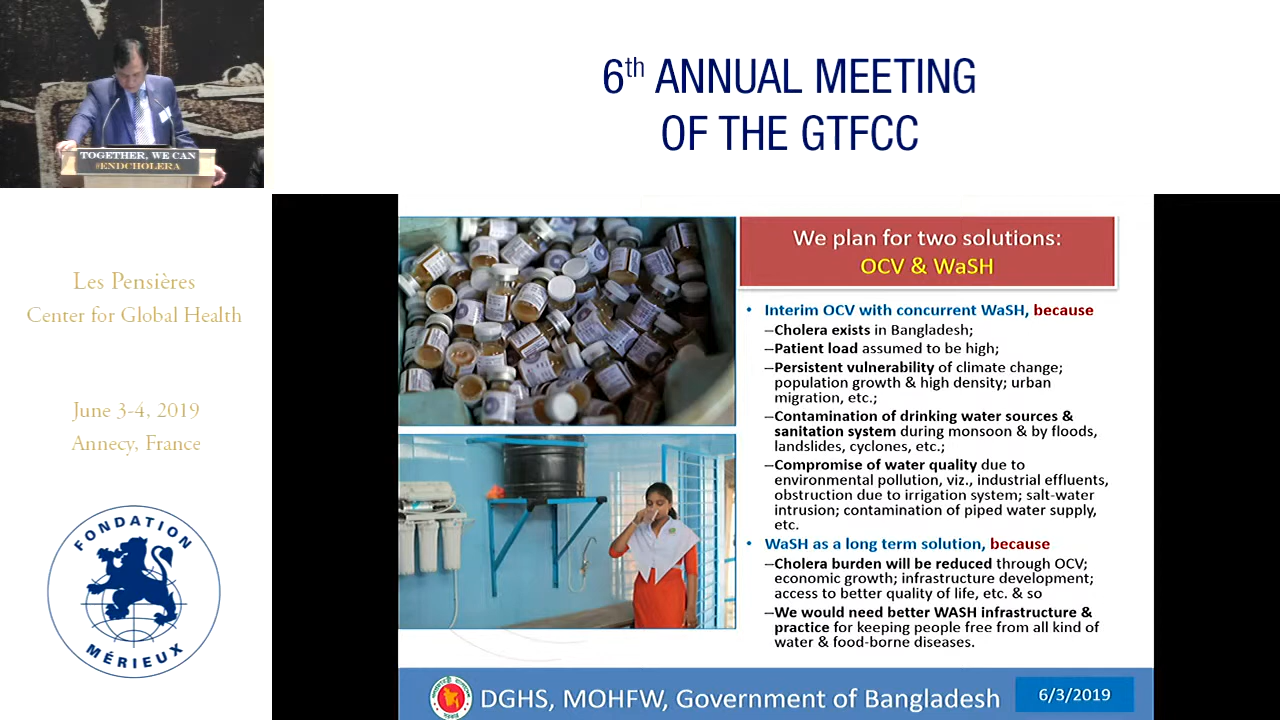 TOGETHER, WE CAN
#ENDCHOLERA
6th ANNUAL MEETING
OF THE GTFCC
Les Pensières
Center for Global Health
June 3-4, 2019
Annecy, France
FONDATION
MÉRIEUX
We plan for two solutions:
OCV & WaSH
• Interim OCV with concurrent WaSH, because
–Cholera exists in Bangladesh;
–Patient load assumed to be high;
–Persistent vulnerability of climate change;
population growth & high density; urban
migration, etc.;
–Contamination of drinking water sources &
sanitation system during monsoon & by floods,
landslides, cyclones, etc.;
–Compromise of water quality due to
environmental pollution, viz., industrial effluents,
obstruction due to irrigation system; salt-water
intrusion; contamination of piped water supply,
etc.
• WaSH as a long term solution, because
–Cholera burden will be reduced through OCV;
economic growth; infrastructure development;
access to better quality of life, etc. & so
–We would need better WASH infrastructure &
practice for keeping people free from all kind of
water & food-borne diseases.
DGHS, MOHFW, Government of Bangladesh
6/3/2019